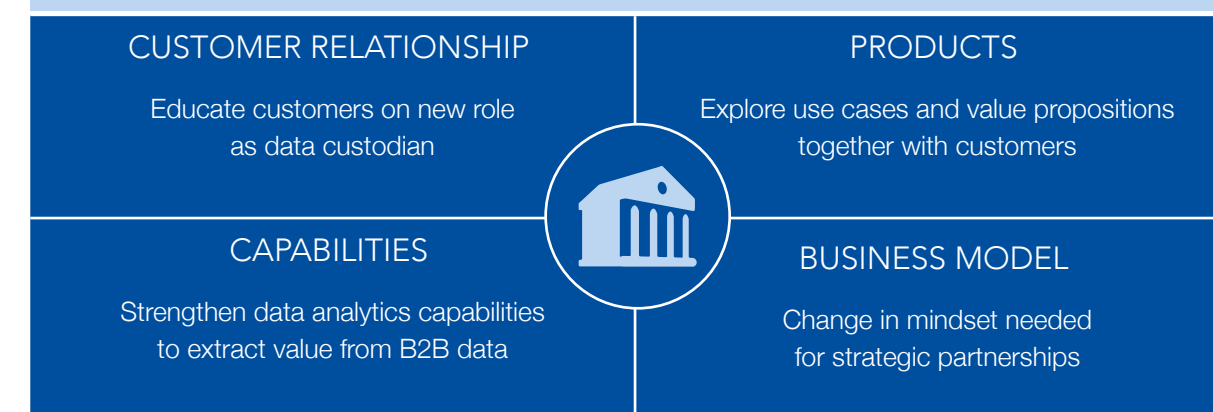 CUSTOMER RELATIONSHIP
Educate customers on new role
as data custodian
PRODUCTS
Explore use cases and value propositions
together with customers
CAPABILITIES
Strengthen data analytics capabilities
to extract value from B2B data
BUSINESS MODEL
Change in mindset needed
for strategic partnerships